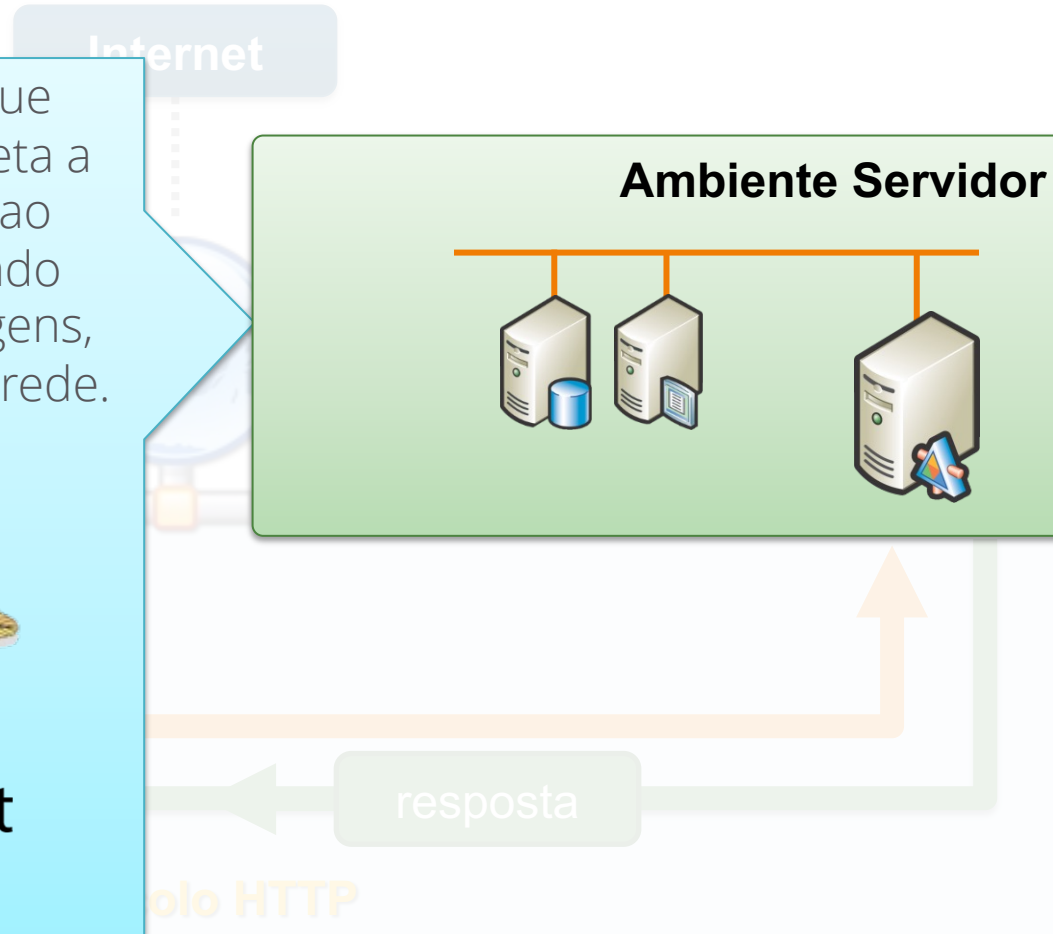 Internet
ue
eta a
ao
do
gens,
rede.
Ambiente Servidor
resposta
t
olo HTTP